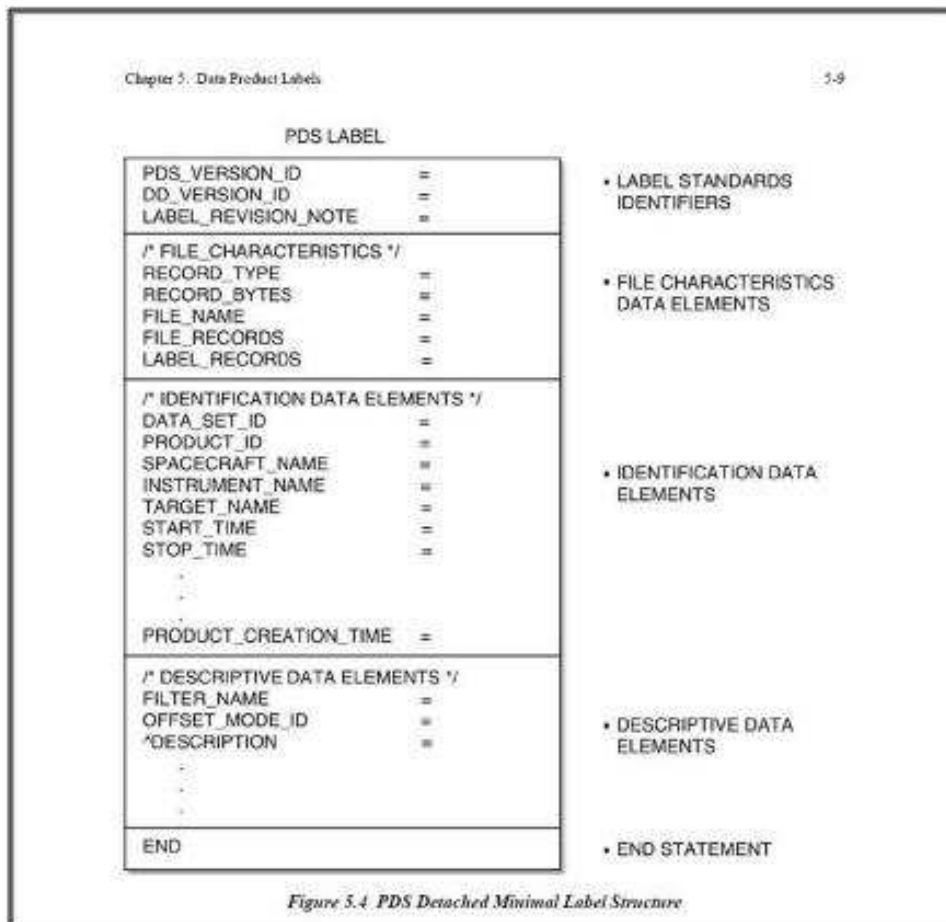 Chapter 5. Data Product Labels 5-9
PDS LABEL
PDS_VERSION_ID =
DD_VERSION_ID =
LABEL_REVISION_NOTE =
• LABEL STANDARDS
IDENTIFIERS
/* FILE_CHARACTERISTICS */
RECORD_TYPE =
RECORD_BYTES =
FILE_NAME =
FILE_RECORDS =
LABEL_RECORDS =
• FILE CHARACTERISTICS
DATA ELEMENTS
/* IDENTIFICATION DATA ELEMENTS */
DATA_SET_ID =
PRODUCT_ID =
SPACECRAFT_NAME =
INSTRUMENT_NAME =
TARGET_NAME =
START_TIME =
STOP_TIME =
.
.
.
PRODUCT_CREATION_TIME =
• IDENTIFICATION DATA
ELEMENTS
/* DESCRIPTIVE DATA ELEMENTS */
FILTER_NAME =
OFFSET_MODE_ID =
^DESCRIPTION =
.
.
.
• DESCRIPTIVE DATA
ELEMENTS
END
• END STATEMENT
Figure 5.4 PDS Detached Minimal Label Structure